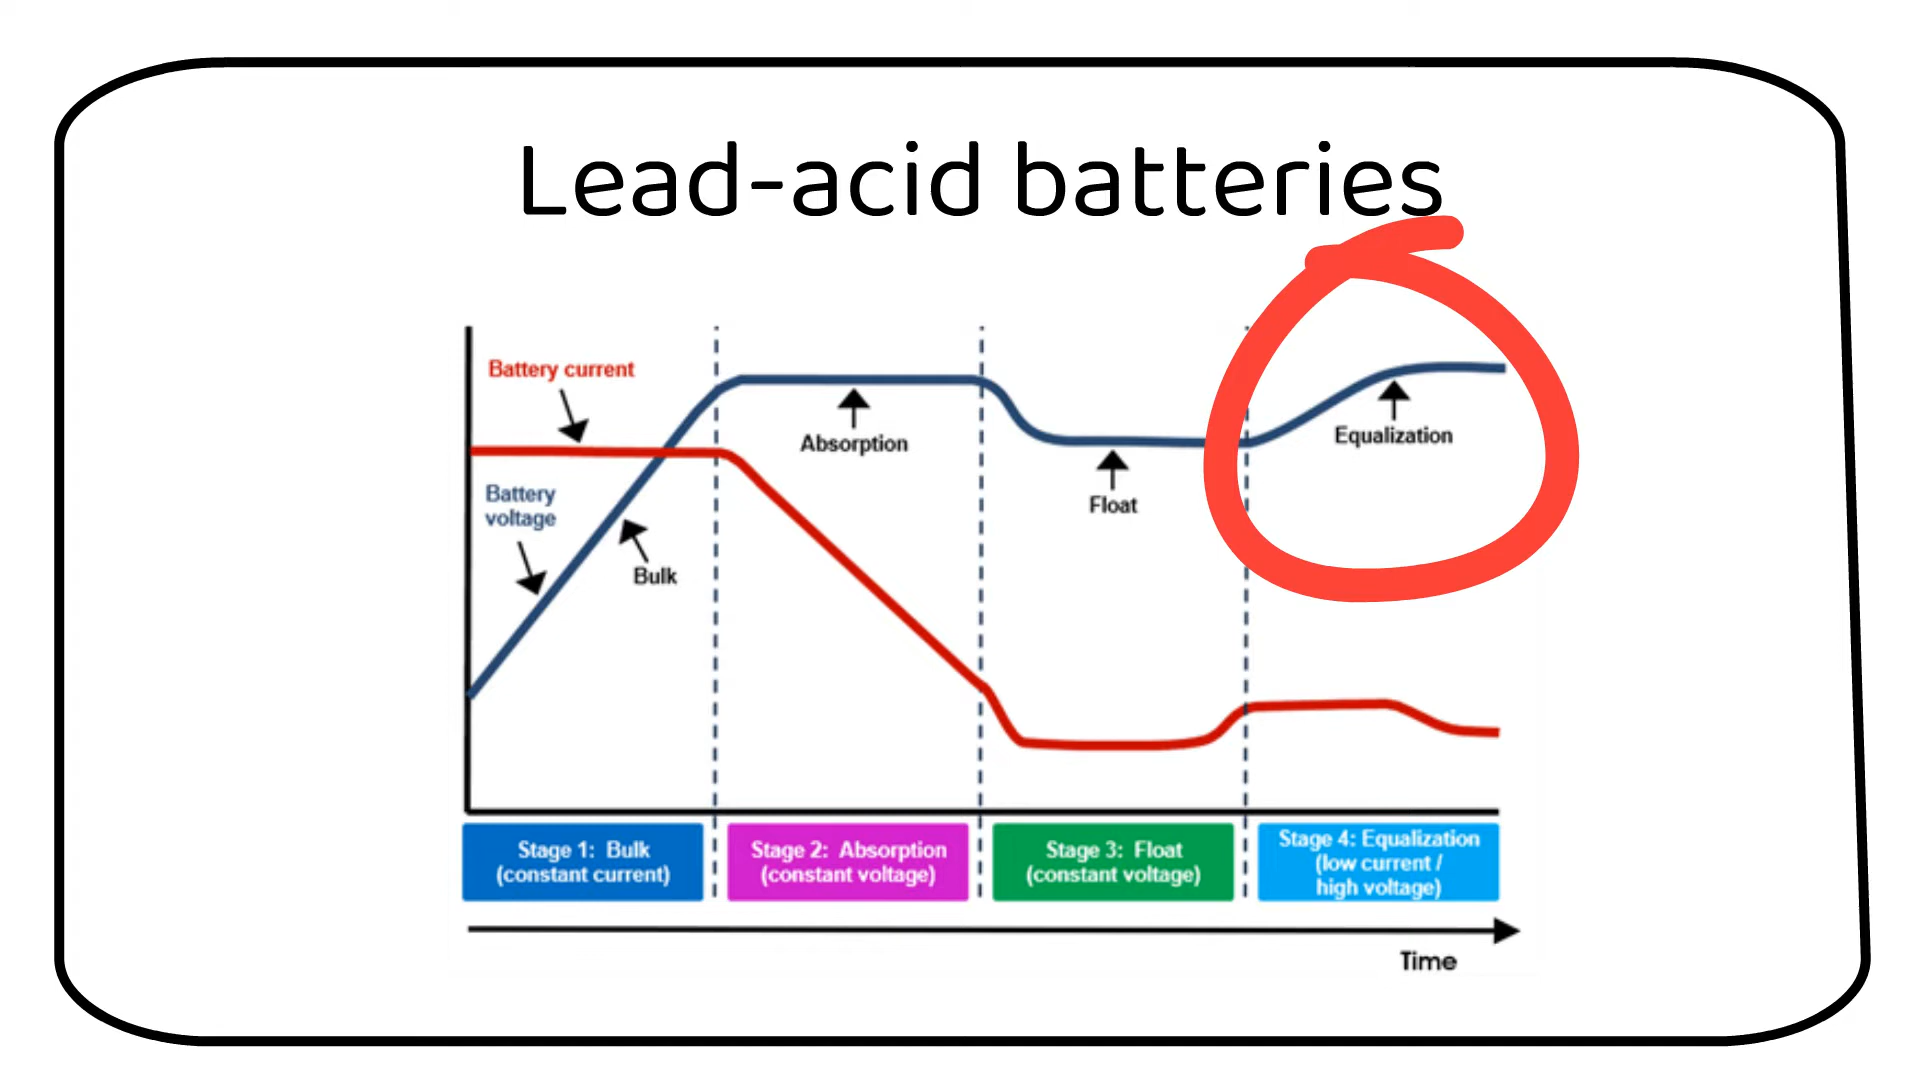 Lead-acid batteries
Battery current
Battery
voltage
Bulk
Absorption
Float
Equalization
Stage 1: Bulk
(constant current)
Stage 2: Absorption
(constant voltage)
Stage 3: Float
(constant voltage)
Stage 4: Equalization
(low current /
high voltage)
Time